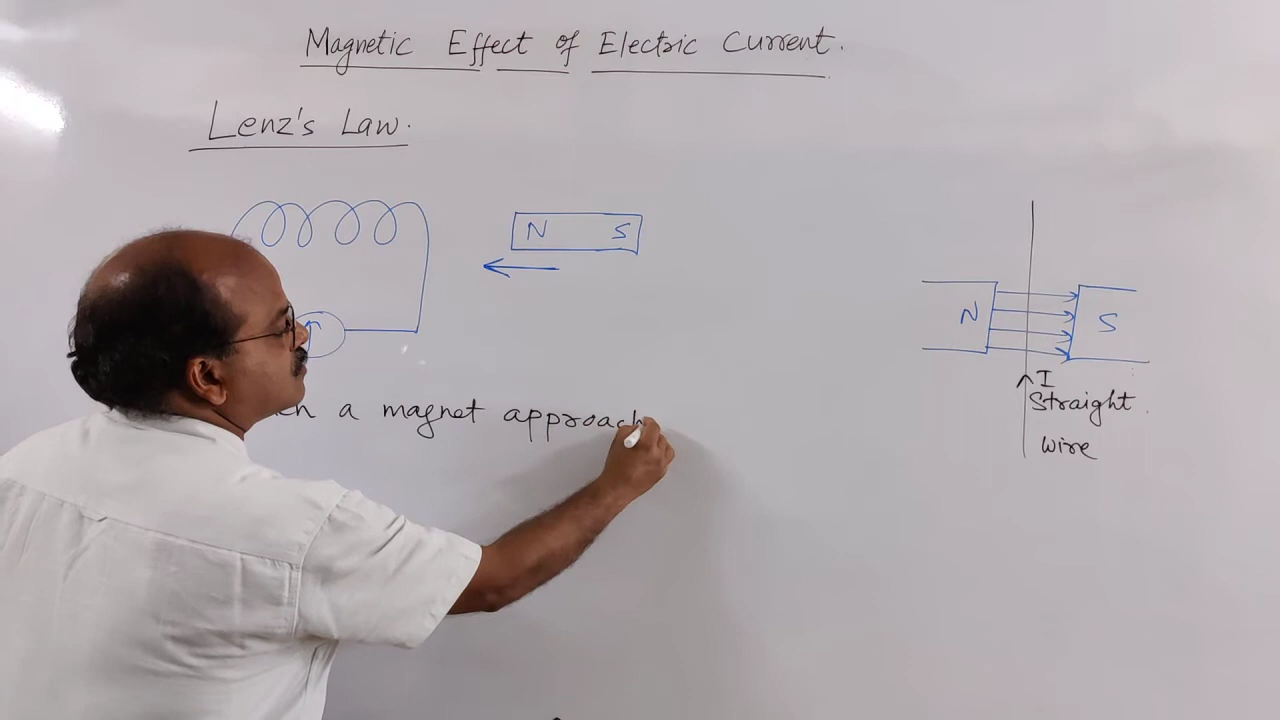 Magnetic Effect of Electric Current.
Lenz's Law.
N S
N S
I
Straight
wire
a magnet approach